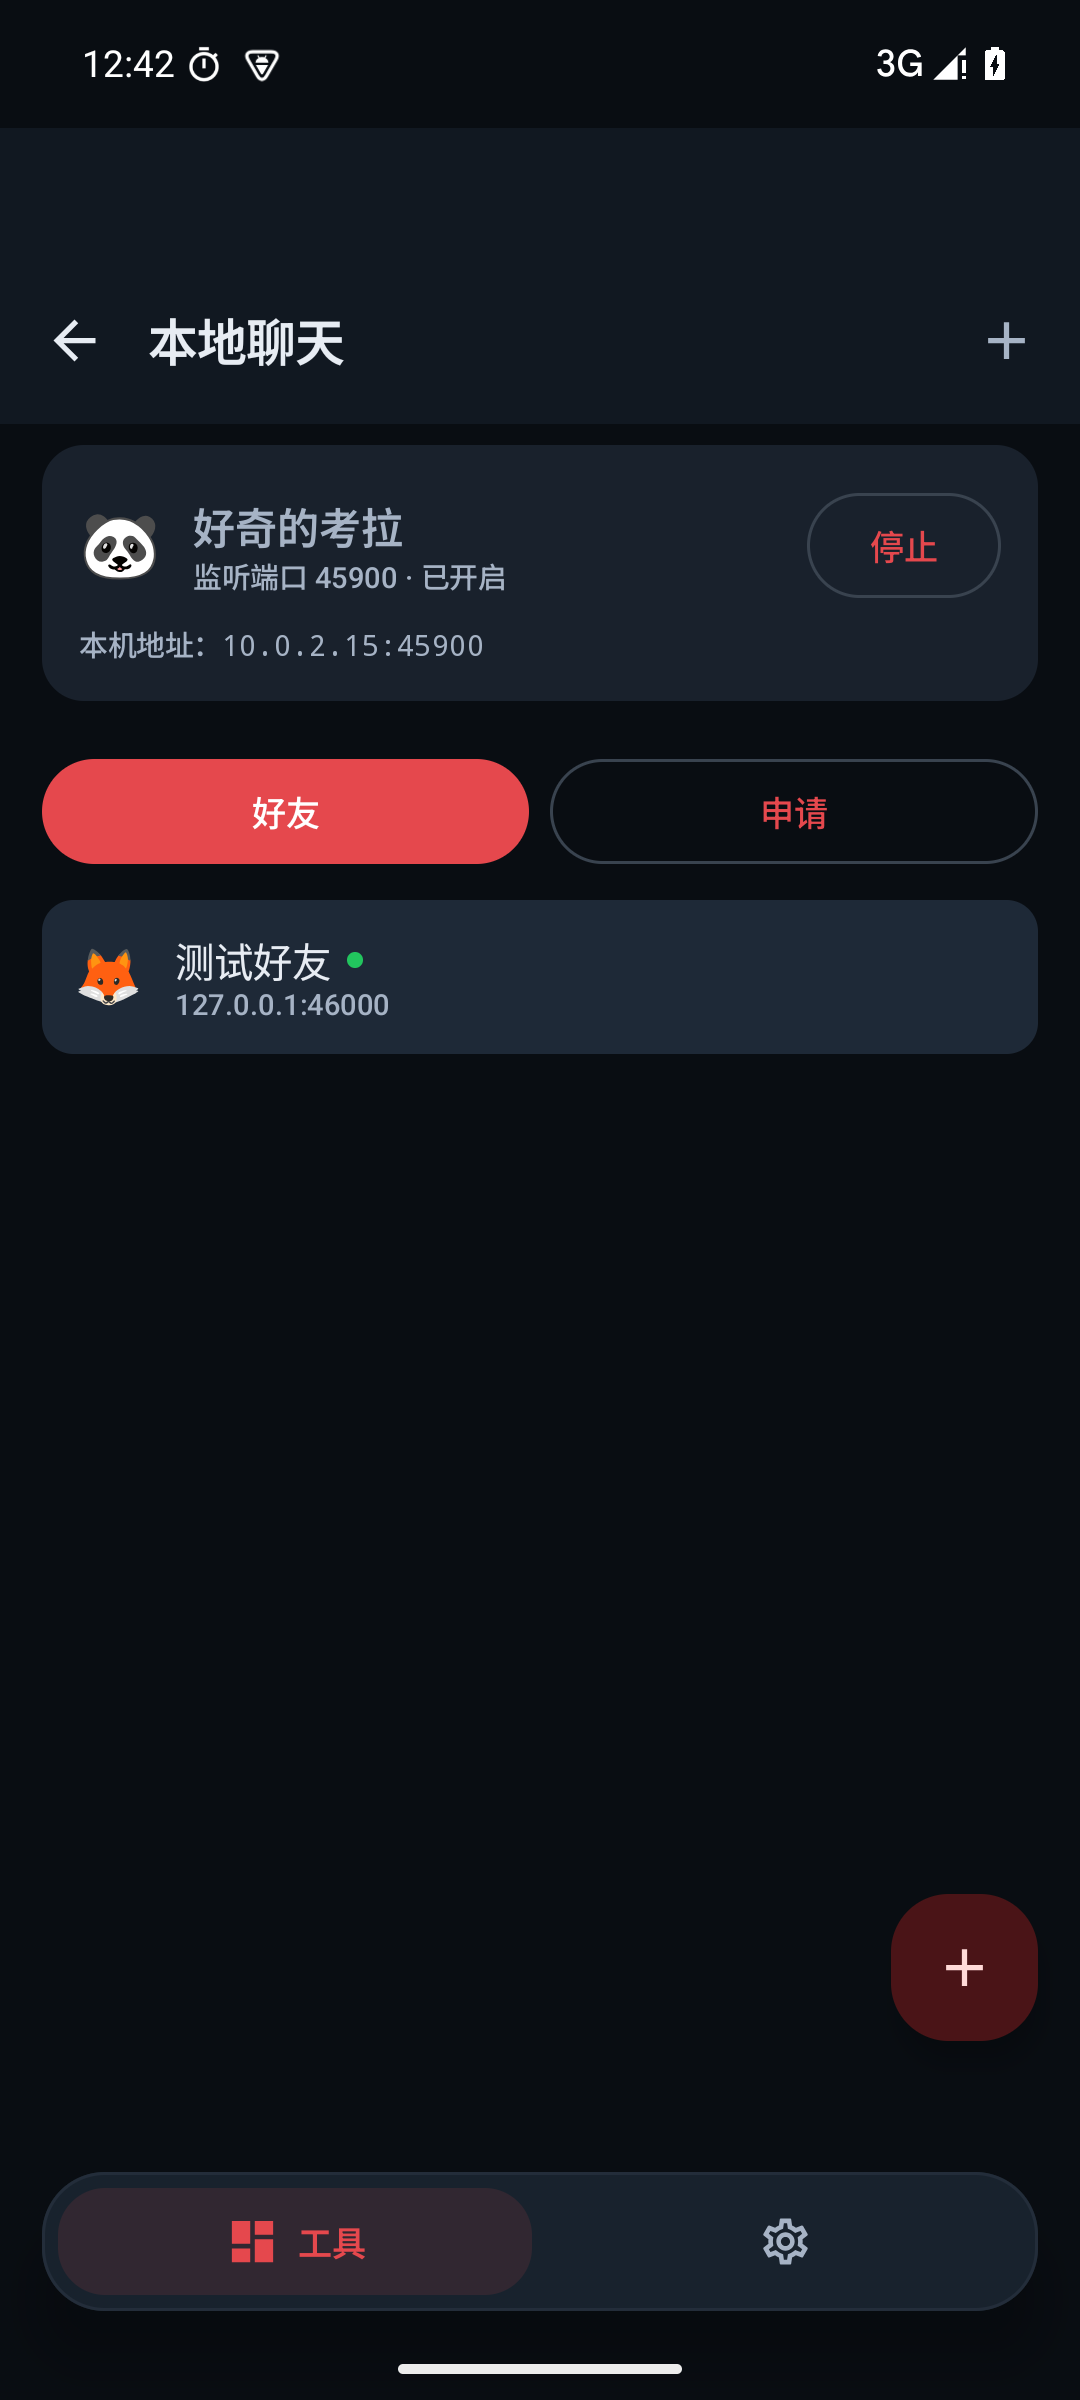 12:42
3G
本地聊天
好奇的考拉
监听端口 45900 · 已开启
停止
本机地址：10.0.2.15:45900
好友
申请
测试好友
127.0.0.1:46000
工具